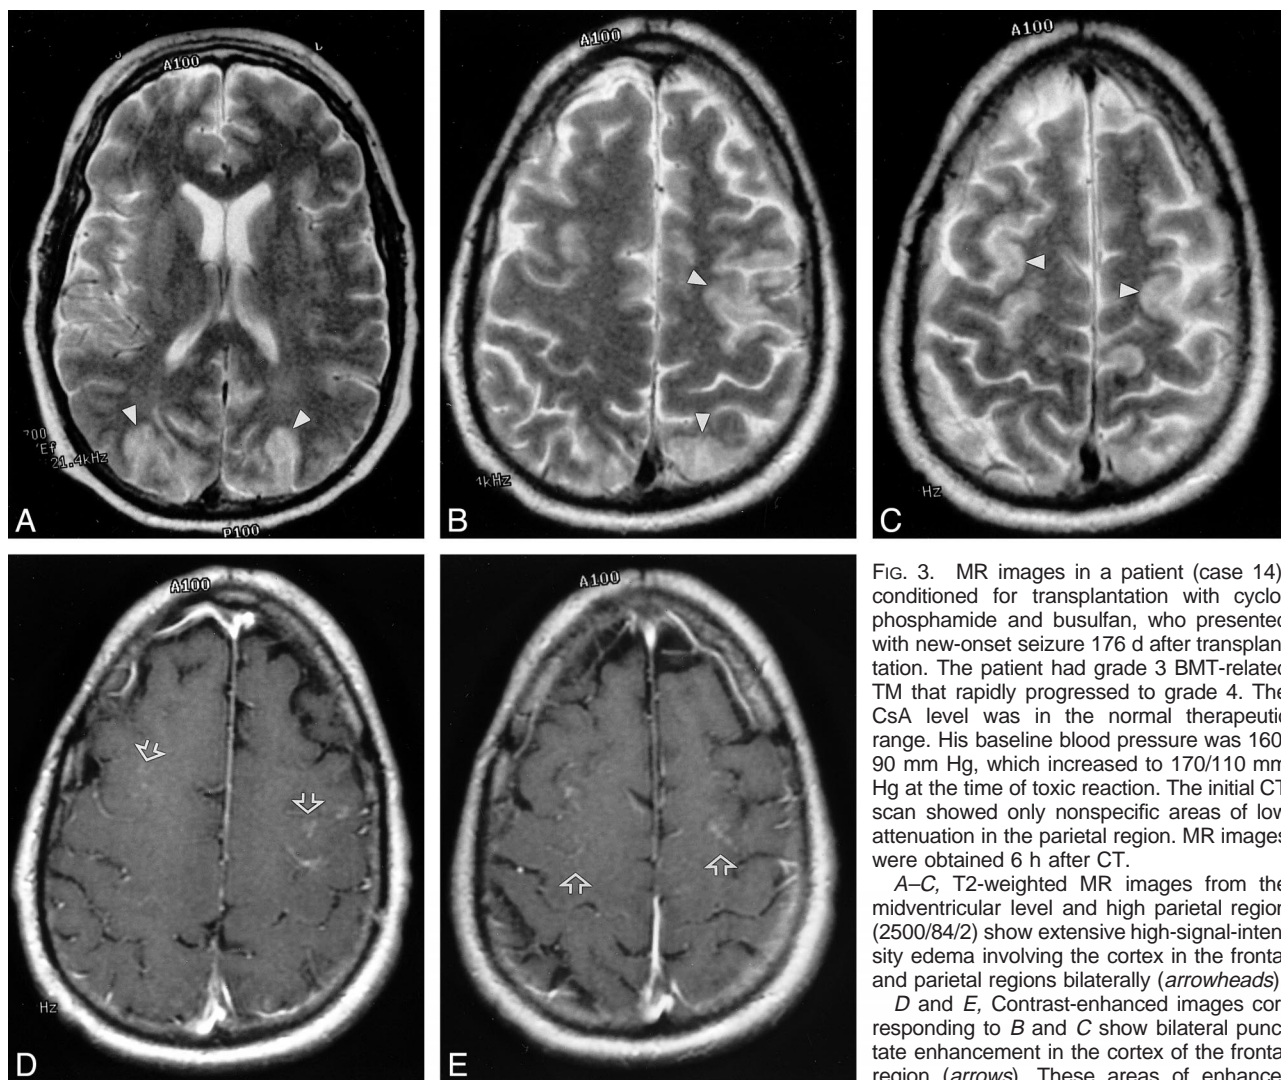 A100
A100
A100
L
700
Ef
21.4kHz
A
P100
1kHz
B
Hz
C
A100
A100
Hz
D
E
FIG. 3. MR images in a patient (case 14)
conditioned for transplantation with cyclo
phosphamide and busulfan, who presented
with new-onset seizure 176 d after transplan
tation. The patient had grade 3 BMT-related
TM that rapidly progressed to grade 4. The
CsA level was in the normal therapeutic
range. His baseline blood pressure was 160
90 mm Hg, which increased to 170/110 mm
Hg at the time of toxic reaction. The initial CT
scan showed only nonspecific areas of low
attenuation in the parietal region. MR images
were obtained 6 h after CT.
A–C, T2-weighted MR images from the
midventricular level and high parietal region
(2500/84/2) show extensive high-signal-inten
sity edema involving the cortex in the fronta
and parietal regions bilaterally (arrowheads)
D and E, Contrast-enhanced images cor
responding to B and C show bilateral punc
tate enhancement in the cortex of the fronta
region (arrows). These areas of enhance